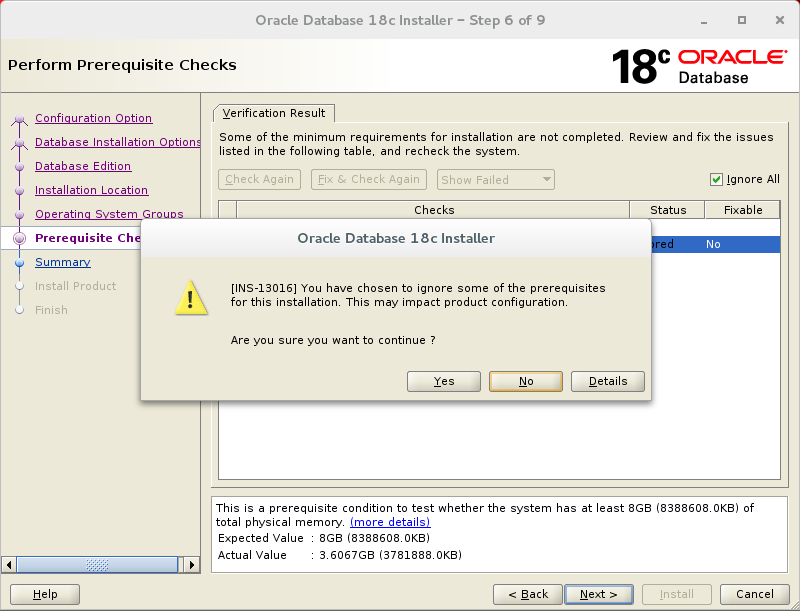 Oracle Database 18c Installer – Step 6 of 9
Perform Prerequisite Checks
18c ORACLE
Database
Configuration Option
Database Installation Options
Database Edition
Installation Location
Operating System Groups
Prerequisite Che
Summary
Install Product
Finish
Verification Result
Some of the minimum requirements for installation are not completed. Review and fix the issues
listed in the following table, and recheck the system.
Check Again
Fix & Check Again
Show Failed
Ignore All
Checks Status Fixable
ored No
Oracle Database 18c Installer
[INS-13016] You have chosen to ignore some of the prerequisites
for this installation. This may impact product configuration.
Are you sure you want to continue ?
Yes No Details
This is a prerequisite condition to test whether the system has at least 8GB (8388608.0KB) of
total physical memory. (more details)
Expected Value : 8GB (8388608.0KB)
Actual Value : 3.6067GB (3781888.0KB)
Help < Back Next > Install Cancel